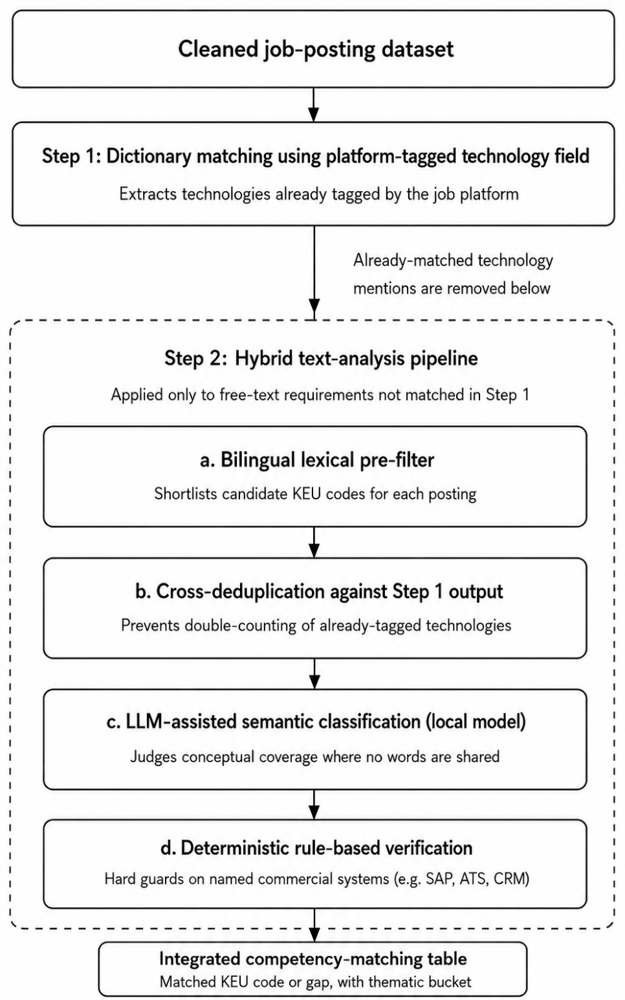 Cleaned job-posting dataset
Step 1: Dictionary matching using platform-tagged technology field
Extracts technologies already tagged by the job platform
Already-matched technology
mentions are removed below
Step 2: Hybrid text-analysis pipeline
Applied only to free-text requirements not matched in Step 1
a. Bilingual lexical pre-filter
Shortlists candidate KEU codes for each posting
b. Cross-deduplication against Step 1 output
Prevents double-counting of already-tagged technologies
c. LLM-assisted semantic classification (local model)
Judges conceptual coverage where no words are shared
d. Deterministic rule-based verification
Hard guards on named commercial systems (e.g. SAP, ATS, CRM)
Integrated competency-matching table
Matched KEU code or gap, with thematic bucket